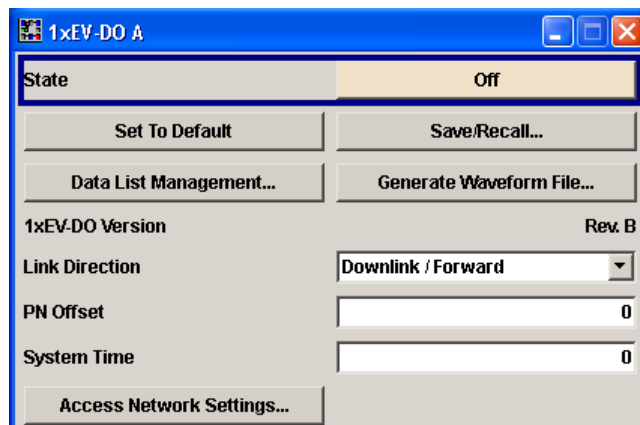 1xEV-DO A
State Off
Set To Default Save/Recall...
Data List Management... Generate Waveform File...
1xEV-DO Version Rev. B
Link Direction Downlink / Forward
PN Offset 0
System Time 0
Access Network Settings...